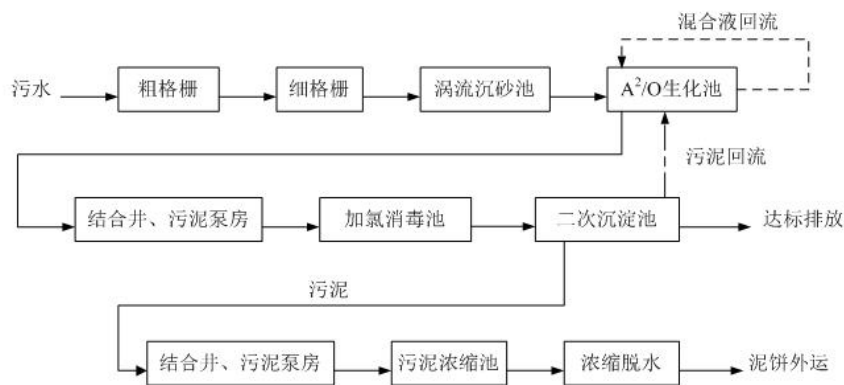 混合液回流
污水
粗格栅
细格栅
涡流沉砂池
A²/O生化池
污泥回流
结合井、污泥泵房
加氯消毒池
二次沉淀池
达标排放
污泥
结合井、污泥泵房
污泥浓缩池
浓缩脱水
泥饼外运